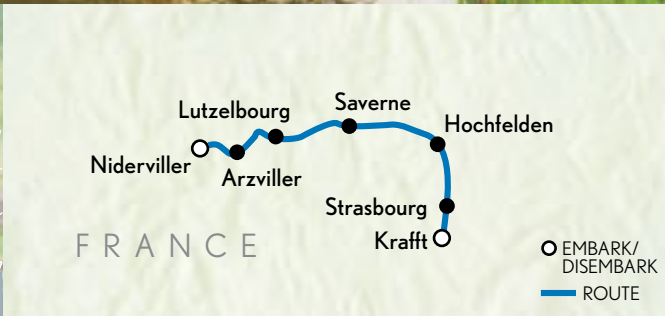 Lutzelbourg
Saverne
Hochfelden
Niderviller
Arzviller
Strasbourg
Krafft
FRANCE
EMBARK/
DISEMBARK
ROUTE